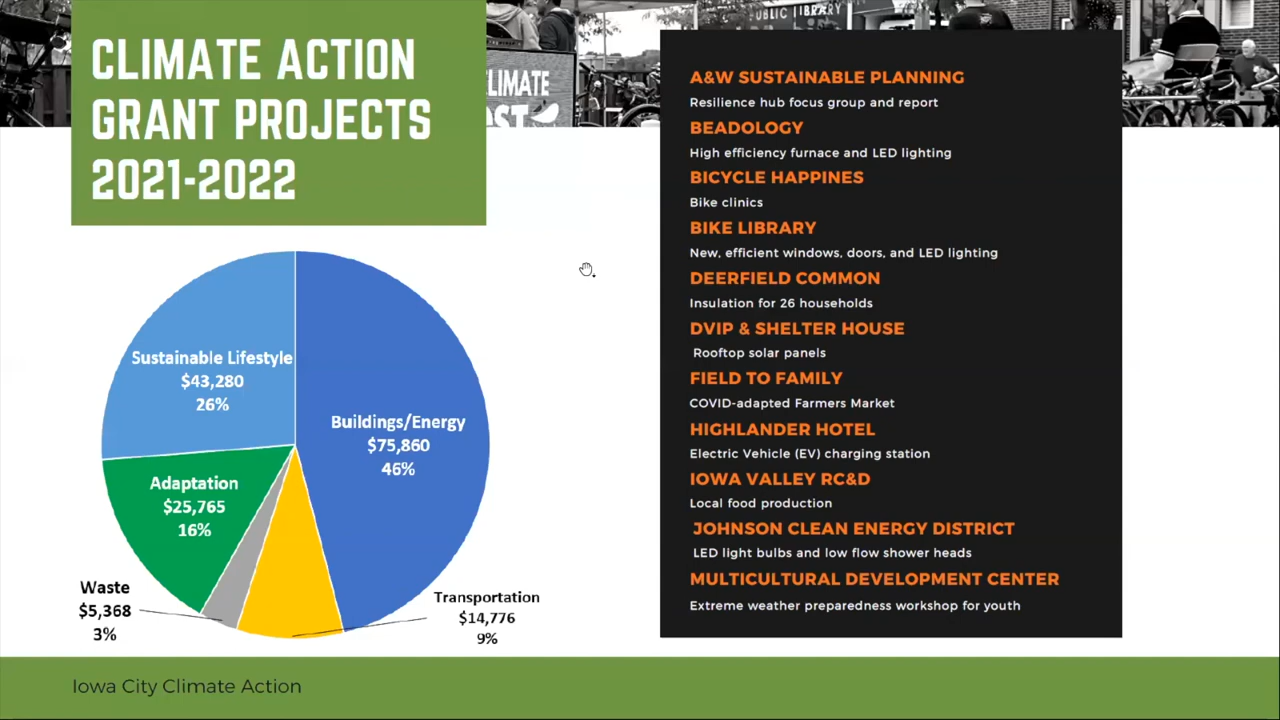 CLIMATE ACTION
GRANT PROJECTS
2021-2022
CLIMATE
PUBLIC LIBRARY
Sustainable Lifestyle
$43,280
26%
Buildings/Energy
$75,860
46%
Adaptation
$25,765
16%
Waste
$5,368
3%
Transportation
$14,776
9%
A&W SUSTAINABLE PLANNING
Resilience hub focus group and report
BEADOLOGY
High efficiency furnace and LED lighting
BICYCLE HAPPINES
Bike clinics
BIKE LIBRARY
New, efficient windows, doors, and LED lighting
DEERFIELD COMMON
Insulation for 26 households
DVIP & SHELTER HOUSE
Rooftop solar panels
FIELD TO FAMILY
COVID-adapted Farmers Market
HIGHLANDER HOTEL
Electric Vehicle (EV) charging station
IOWA VALLEY RC&D
Local food production
JOHNSON CLEAN ENERGY DISTRICT
LED light bulbs and low flow shower heads
MULTICULTURAL DEVELOPMENT CENTER
Extreme weather preparedness workshop for youth
Iowa City Climate Action